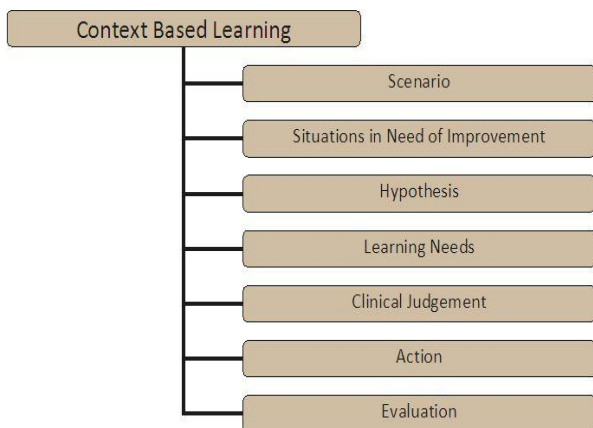 Context Based Learning
Scenario
Situations in Need of Improvement
Hypothesis
Learning Needs
Clinical Judgement
Action
Evaluation